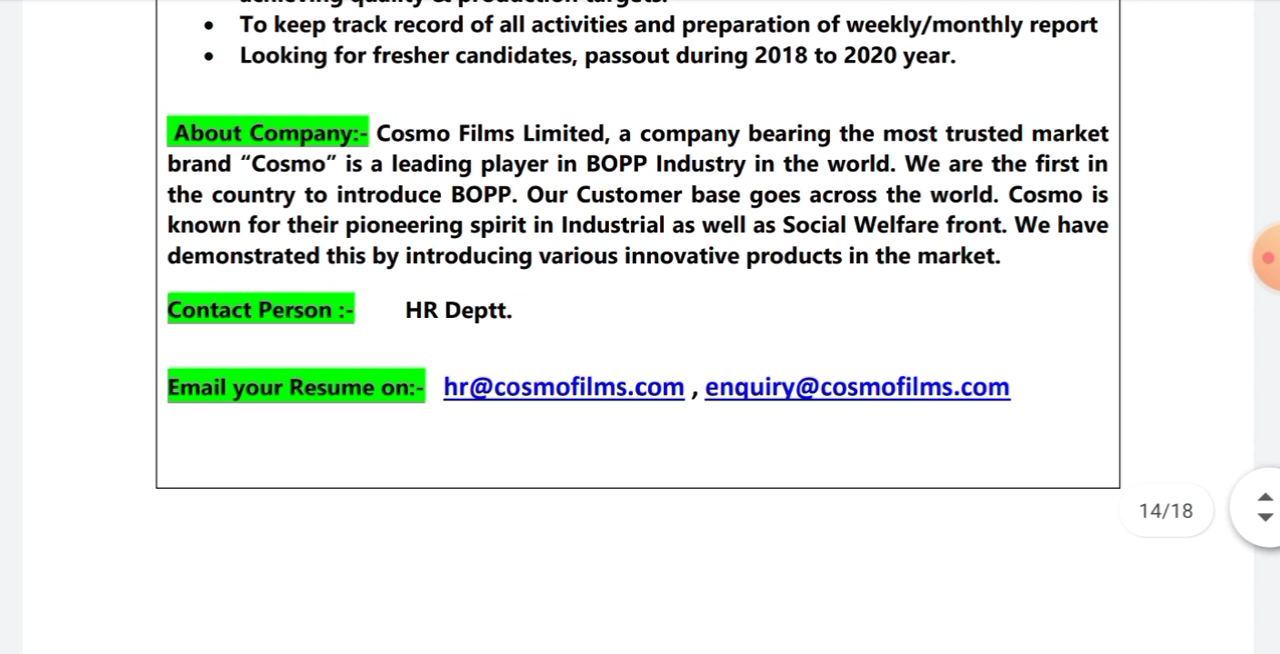 • To keep track record of all activities and preparation of weekly/monthly report
• Looking for fresher candidates, passout during 2018 to 2020 year.
About Company:- Cosmo Films Limited, a company bearing the most trusted market
brand “Cosmo” is a leading player in BOPP Industry in the world. We are the first in
the country to introduce BOPP. Our Customer base goes across the world. Cosmo is
known for their pioneering spirit in Industrial as well as Social Welfare front. We have
demonstrated this by introducing various innovative products in the market.
Contact Person :- HR Deptt.
Email your Resume on:- hr@cosmofilms.com , enquiry@cosmofilms.com
14/18